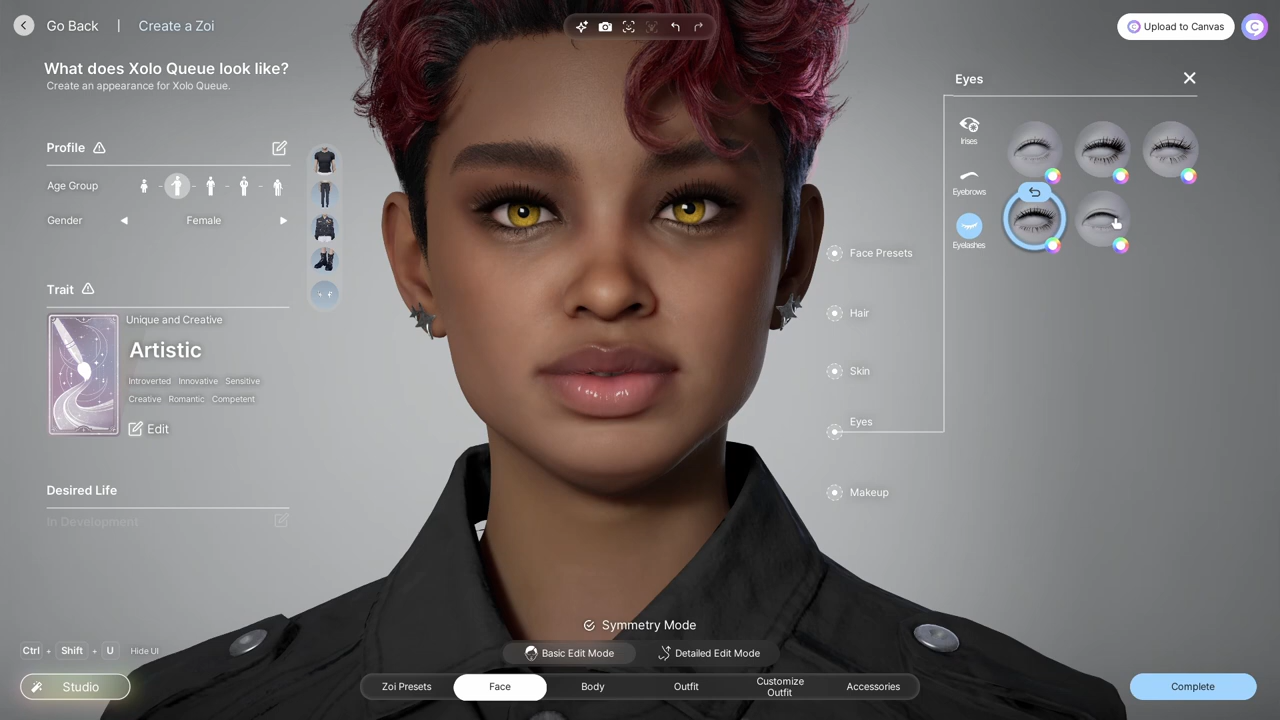 Go Back | Create a Zoi
Upload to Canvas
What does Xolo Queue look like?
Create an appearance for Xolo Queue.
Profile
Age Group
Gender
Female
Trait
Unique and Creative
Artistic
Introverted Innovative Sensitive
Creative Romantic Competent
Edit
Desired Life
In Development
Ctrl + Shift + U Hide UI
Studio
Face Presets
Hair
Skin
Eyes
Makeup
Eyes
Irises
Eyebrows
Eyelashes
Symmetry Mode
Basic Edit Mode
Detailed Edit Mode
Zoi Presets
Face
Body
Outfit
Customize
Outfit
Accessories
Complete